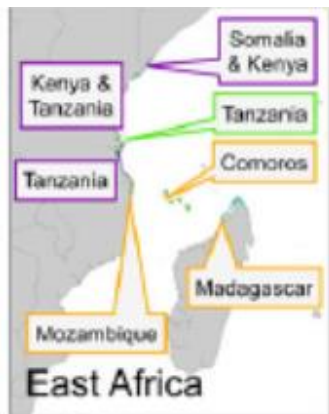 Somalia
& Kenya
Kenya &
Tanzania
Tanzania
Comoros
Tanzania
Madagascar
Mozambique
East Africa